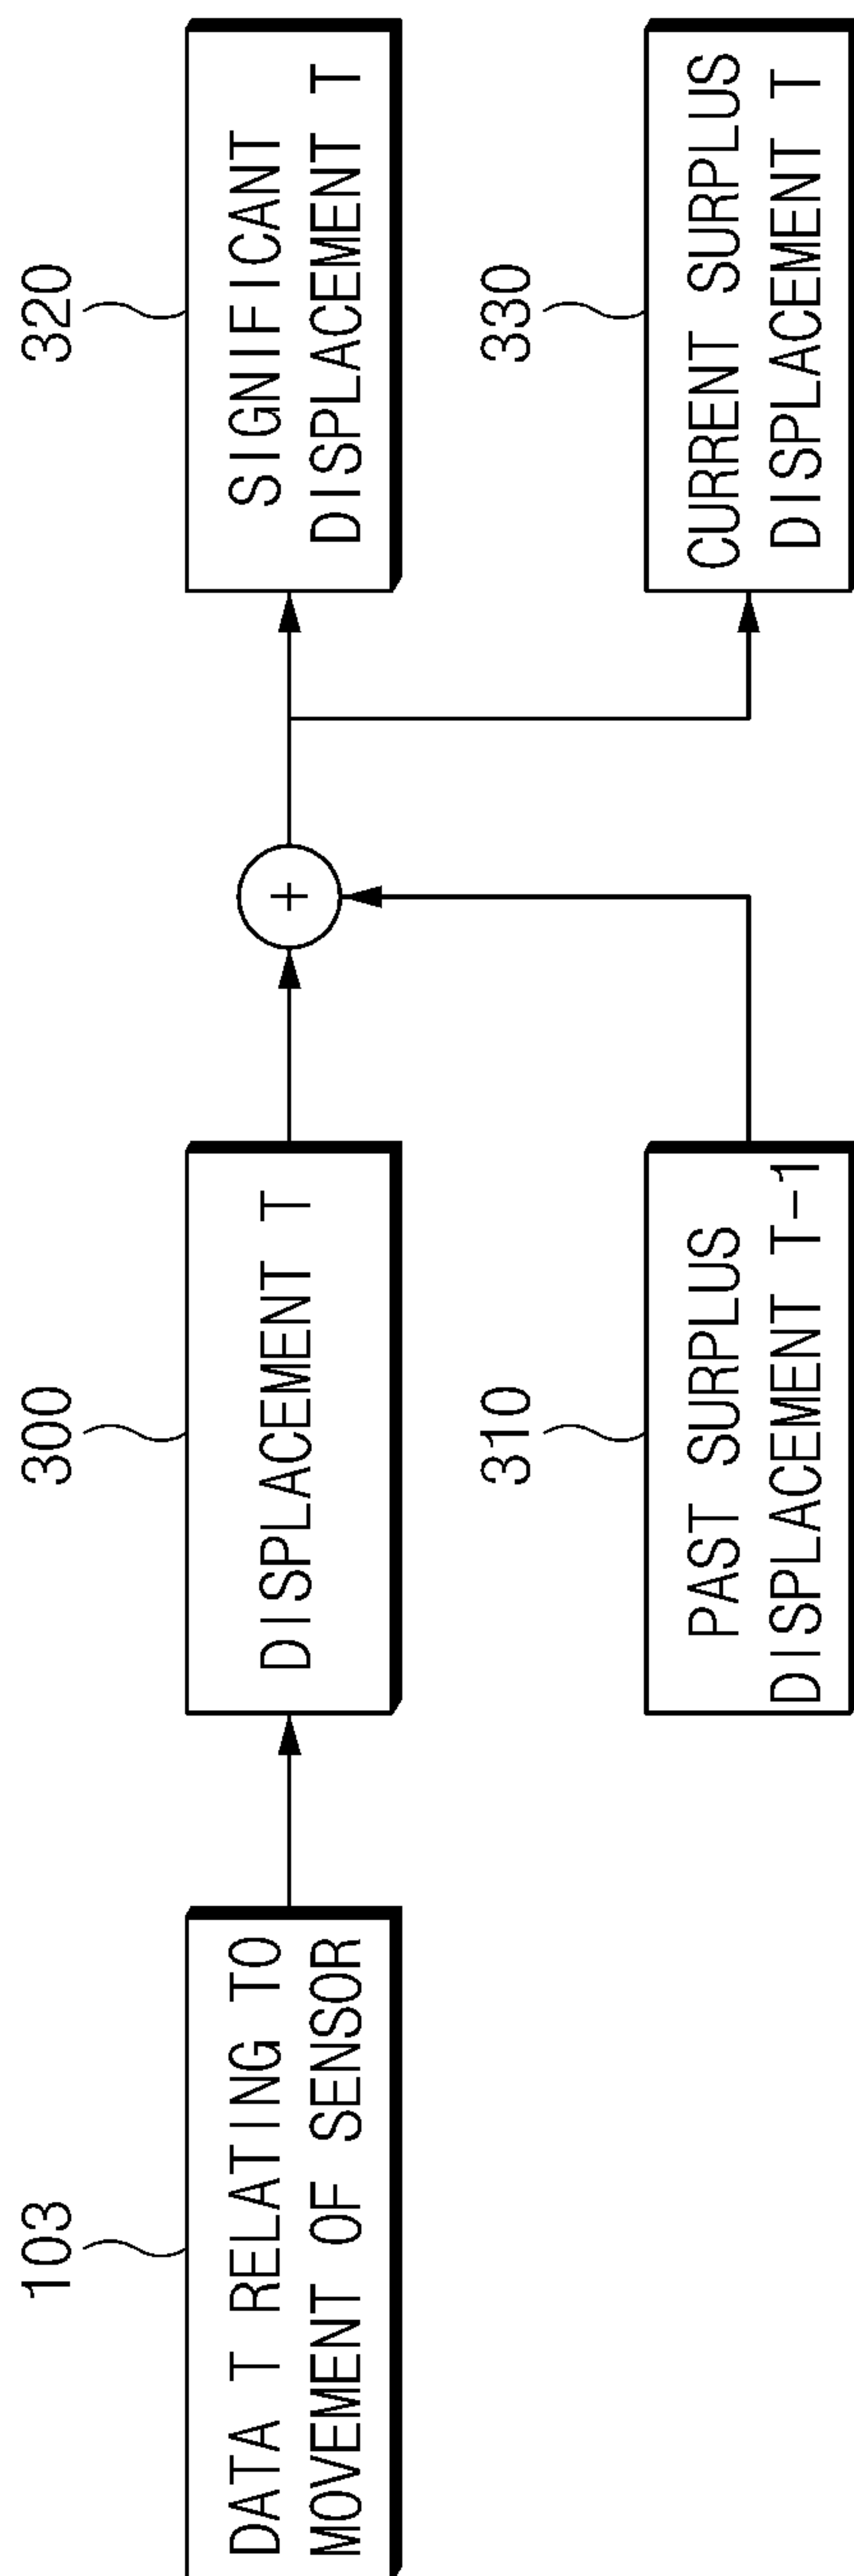 103
DATA T RELATING TO
MOVEMENT OF SENSOR
300
DISPLACEMENT T
310
PAST SURPLUS
DISPLACEMENT T-1
+
320
SIGNIFICANT
DISPLACEMENT T
330
CURRENT SURPLUS
DISPLACEMENT T